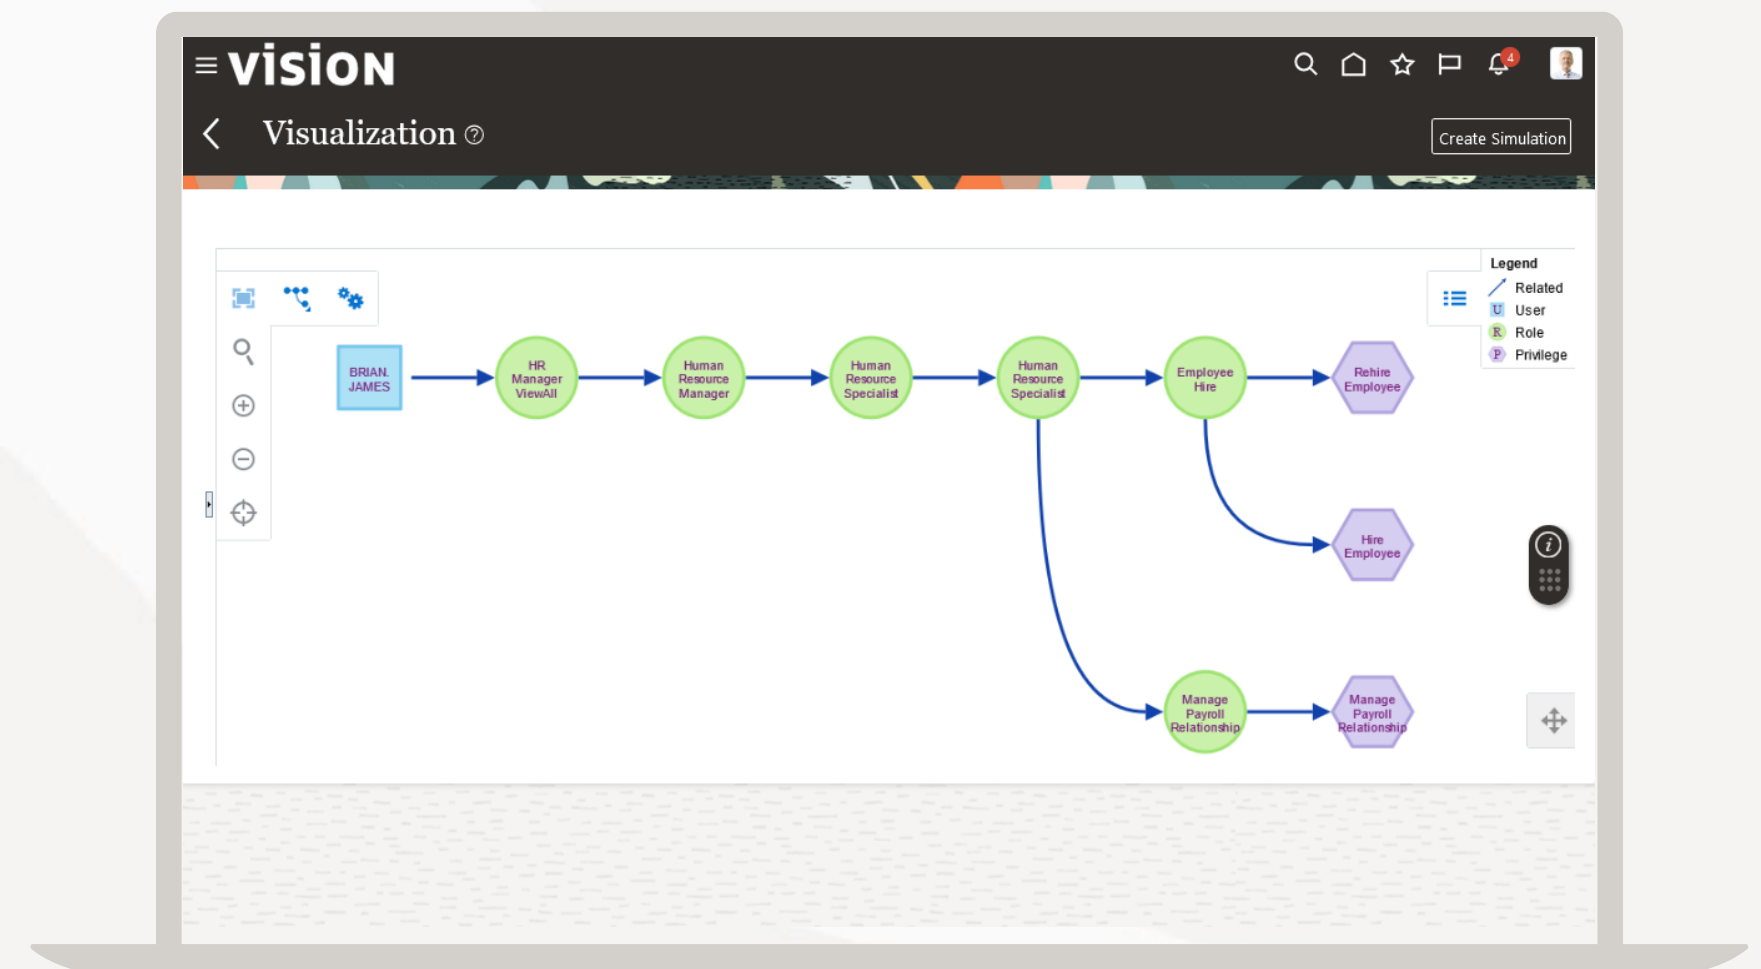 vision
4
Visualization ?
Create Simulation
Legend
Related
U User
R Role
P Privilege
BRIAN.
JAMES
HR
Manager
ViewAll
Human
Resource
Manager
Human
Resource
Specialist
Human
Resource
Specialist
Employee
Hire
Rehire
Employee
Hire
Employee
i
Manage
Payroll
Relationship
Manage
Payroll
Relationship